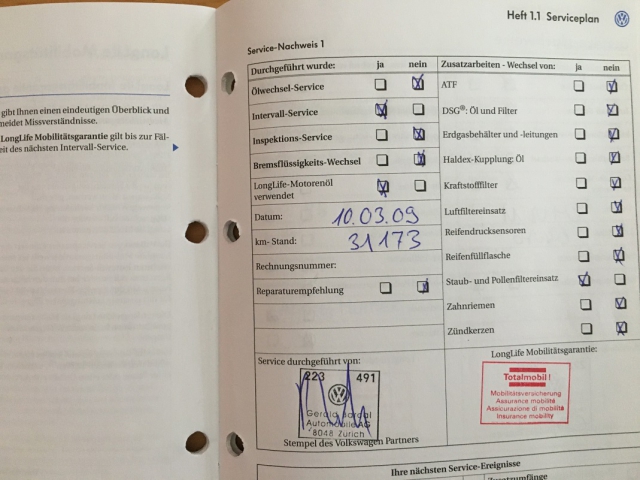 Heft 1.1 Serviceplan
gibt Ihnen einen eindeutigen Überblick und
meidet Missverständnisse.
LongLife Mobilitätsgarantie gilt bis zur Fäl-
eit des nächsten Intervall-Service.
Service-Nachweis 1
Durchgeführt wurde: ja nein
Ölwechsel-Service
Intervall-Service
Inspektions-Service
Bremsflüssigkeits-Wechsel
LongLife-Motorenöl
verwendet
Datum: 10.03.09
km-Stand: 31173
Rechnungsnummer:
Reparaturempfehlung
Zusatzarbeiten - Wechsel von: ja nein
ATF
DSG®: Öl und Filter
Erdgasbehälter und -leitungen
Haldex-Kupplung: Öl
Kraftstofffilter
Luftfiltereinsatz
Reifendrucksensoren
Reifenfüllflasche
Staub- und Pollenfiltereinsatz
Zahnriemen
Zündkerzen
Service durchgeführt von:
223 491
Automobile AG
8048 Zürich
Stempel des Volkswagen Partners
LongLife Mobilitätsgarantie:
Totalmobil!
Mobilitätsversicherung
Assurance mobilité
Assicurazione di mobilità
Insurance mobility
Ihre nächsten Service-Ereignisse